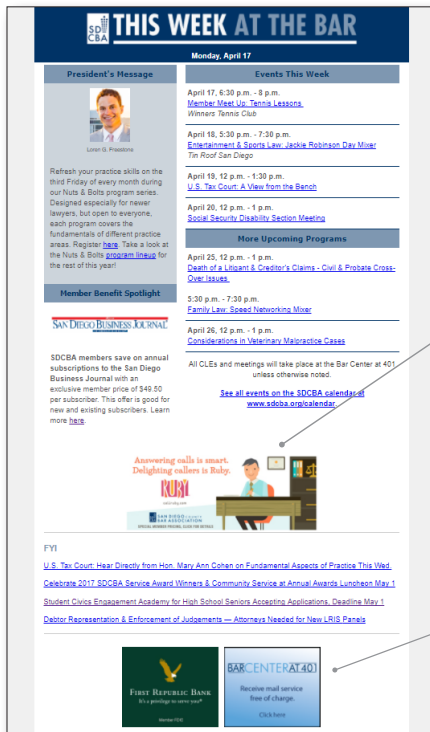 SD
CBA
THIS WEEK AT THE BAR
Monday, April 17
President's Message
Loren G. Freestone
Refresh your practice skills on the
third Friday of every month during
our Nuts & Bolts program series.
Designed especially for newer
lawyers, but open to everyone,
each program covers the
fundamentals of different practice
areas. Register here. Take a look at
the Nuts & Bolts program lineup for
the rest of this year!
Member Benefit Spotlight
SAN DIEGO BUSINESS JOURNAL
SDCBA members save on annual
subscriptions to the San Diego
Business Journal with an
exclusive member price of $49.50
per subscriber. This offer is good for
new and existing subscribers. Learn
more here.
Events This Week
April 17, 6:30 p.m. - 8 p.m.
Member Meet Up: Tennis Lessons
Winners Tennis Club
April 18, 5:30 p.m. - 7:30 p.m.
Entertainment & Sports Law: Jackie Robinson Day Mixer
Tin Roof San Diego
April 19, 12 p.m. - 1:30 p.m.
U.S. Tax Court: A View from the Bench
April 20, 12 p.m. - 1 p.m.
Social Security Disability Section Meeting
More Upcoming Programs
April 25, 12 p.m. - 1 p.m.
Death of a Litigant & Creditor's Claims - Civil & Probate Cross-
Over Issues
5:30 p.m. - 7:30 p.m.
Family Law: Speed Networking Mixer
April 26, 12 p.m. - 1 p.m.
Considerations in Veterinary Malpractice Cases
All CLEs and meetings will take place at the Bar Center at 401
unless otherwise noted.
See all events on the SDCBA calendar at
www.sdcba.org/calendar.
Answering calls is smart.
Delighting callers is Ruby.
RUBY
SAN DIEGO COUNTY
BAR ASSOCIATION
SPECIAL MEMBER PRICING. CLICK FOR DETAILS
FYI
U.S. Tax Court: Hear Directly from Hon. Mary Ann Cohen on Fundamental Aspects of Practice This Wed.
Celebrate 2017 SDCBA Service Award Winners & Community Service at Annual Awards Luncheon May 1
Student Civics Engagement Academy for High School Seniors Accepting Applications, Deadline May 1
Debtor Representation & Enforcement of Judgements — Attorneys Needed for New LRIS Panels
FIRST REPUBLIC BANK
It's a privilege to serve you®
Member FDIC
BARCENTERAT401
Receive mail service
free of charge.
Click here